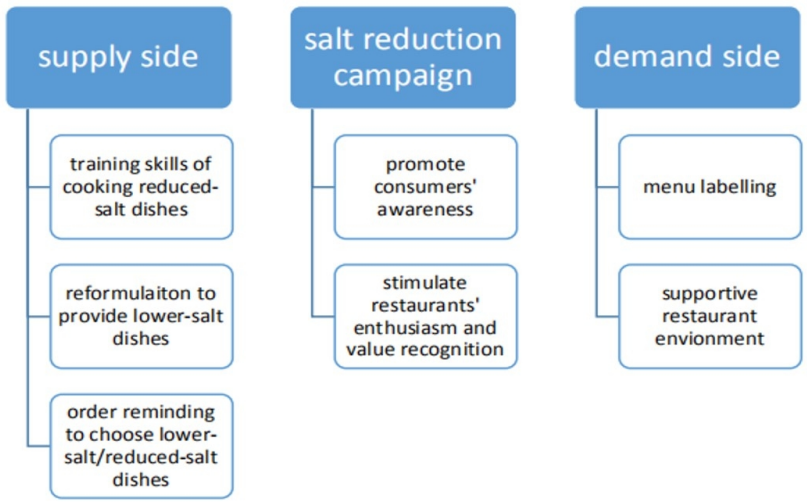 supply side
training skills of
cooking reduced-
salt dishes
reformulaiton to
provide lower-salt
dishes
order reminding
to choose lower-
salt/reduced-salt
dishes
salt reduction
campaign
promote
consumers'
awareness
stimulate
restaurants'
enthusiasm and
value recognition
demand side
menu labelling
supportive
restaurant
envionment